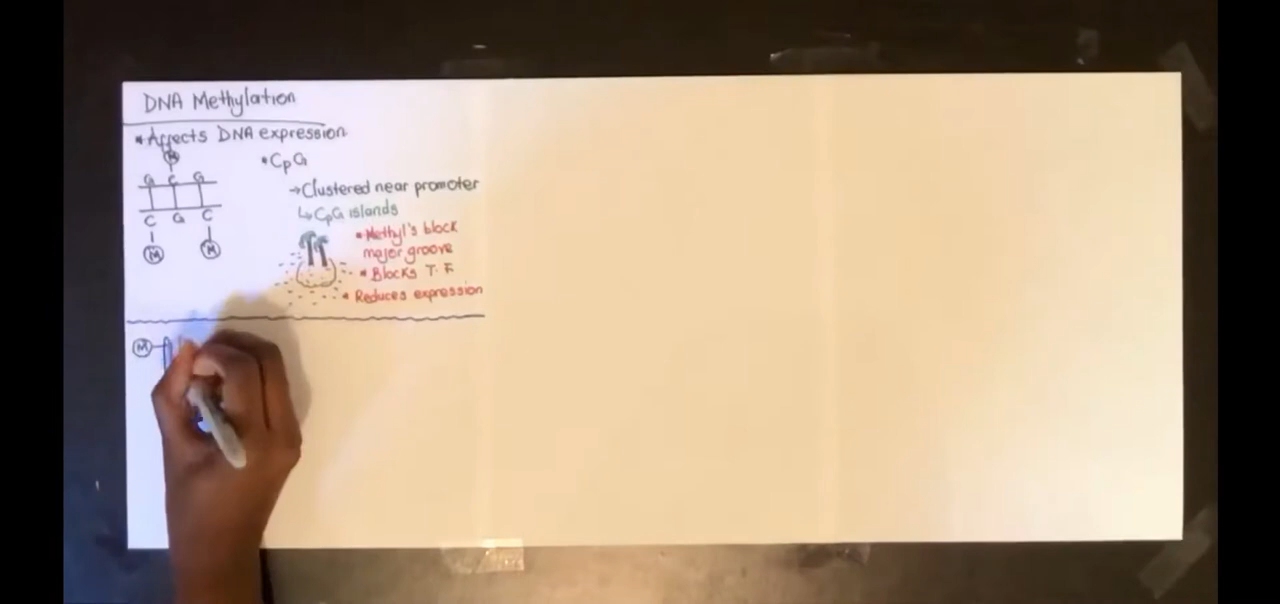 DNA Methylation
* Affects DNA expression
M
G C G
C G C
M M
* CpG
→ Clustered near promoter
↳ CpG islands
* Methyl's block
major groove
* Blocks T.F
* Reduces expression
M